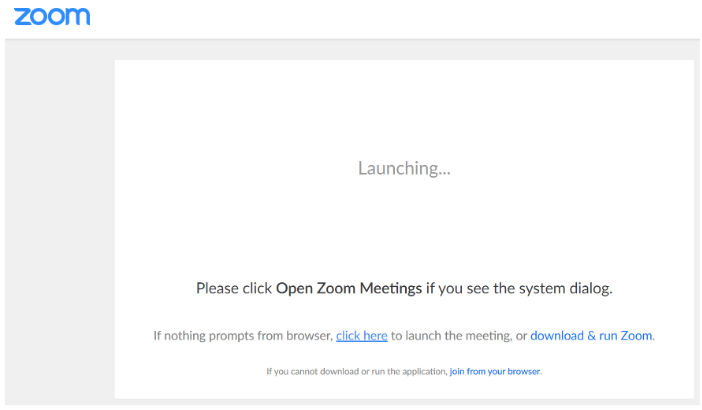 zoom
Launching...
Please click Open Zoom Meetings if you see the system dialog.
If nothing prompts from browser, click here to launch the meeting, or download & run Zoom.
If you cannot download or run the application, join from your browser.